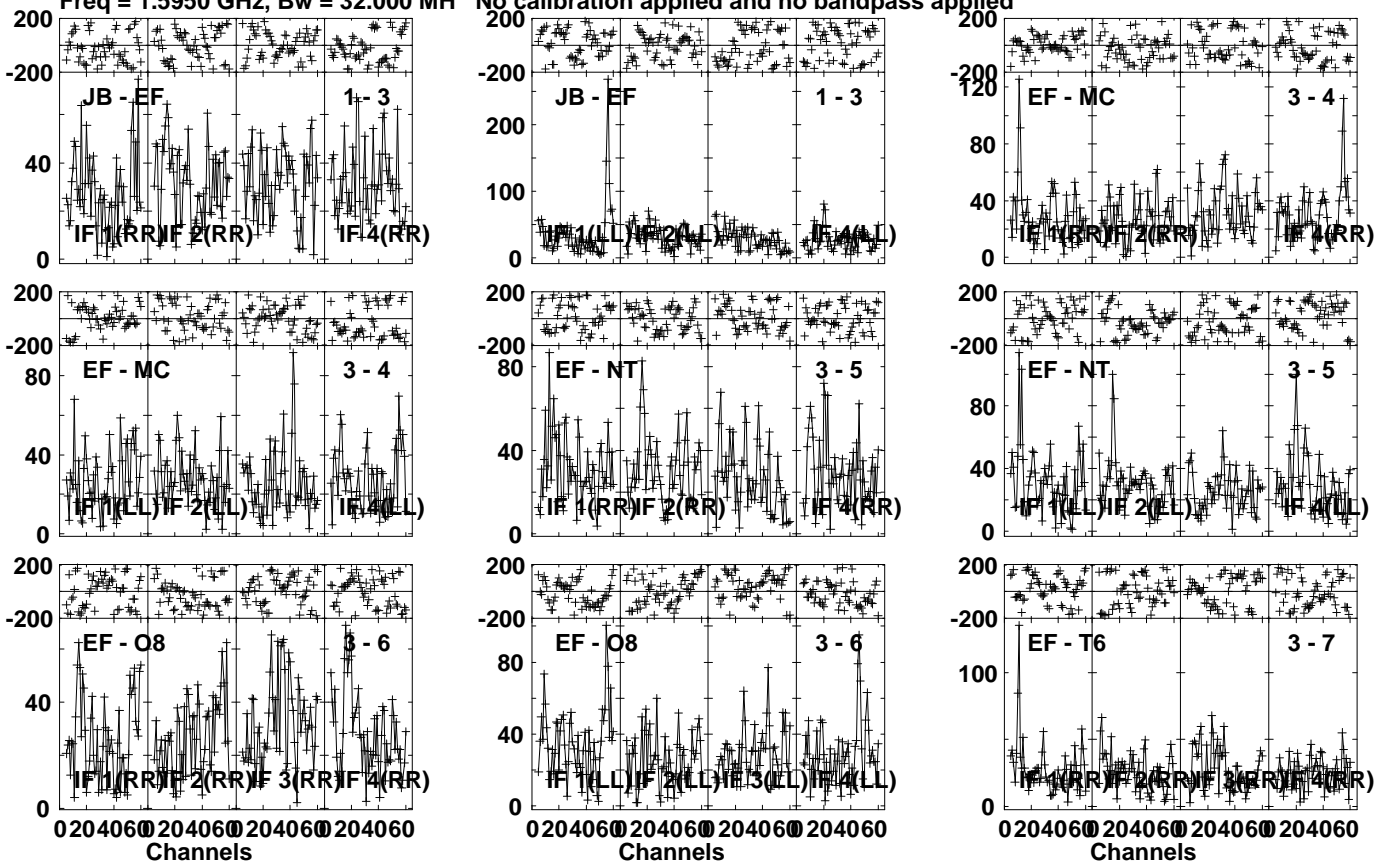 Freq = 1.5950 GHz, Bw = 32.000 MH No calibration applied and no bandpass applied
200
-200
JB - EF 1 - 3
40
0
IF 1(RR) IF 2(RR) IF 4(RR)
JB - EF 1 - 3
200
100
0
IF 1(LL) IF 2(LL) IF 4(LL)
-200
120
EF - MC 3 - 4
80
40
0
IF 1(RR) IF 2(RR) IF 4(RR)
200
-200
EF - MC 3 - 4
80
40
0
IF 1(LL) IF 2(LL) IF 4(LL)
200
-200
EF - NT 3 - 5
80
40
0
IF 1(RR) IF 2(RR) IF 4(RR)
200
-200
EF - NT 3 - 5
80
40
0
IF 1(LL) IF 2(LL) IF 4(LL)
200
-200
EF - O8 3 - 6
40
0
IF 1(RR) IF 2(RR) IF 3(RR) IF 4(RR)
0 20 40 60 0 20 40 60 0 20 40 60 0 20 40 60
Channels
200
-200
EF - O8 3 - 6
80
40
0
IF 1(LL) IF 2(LL) IF 3(LL) IF 4(LL)
0 20 40 60 0 20 40 60 0 20 40 60 0 20 40 60
Channels
200
-200
EF - T6 3 - 7
100
0
IF 1(RR) IF 2(RR) IF 3(RR) IF 4(RR)
0 20 40 60 0 20 40 60 0 20 40 60 0 20 40 60
Channels